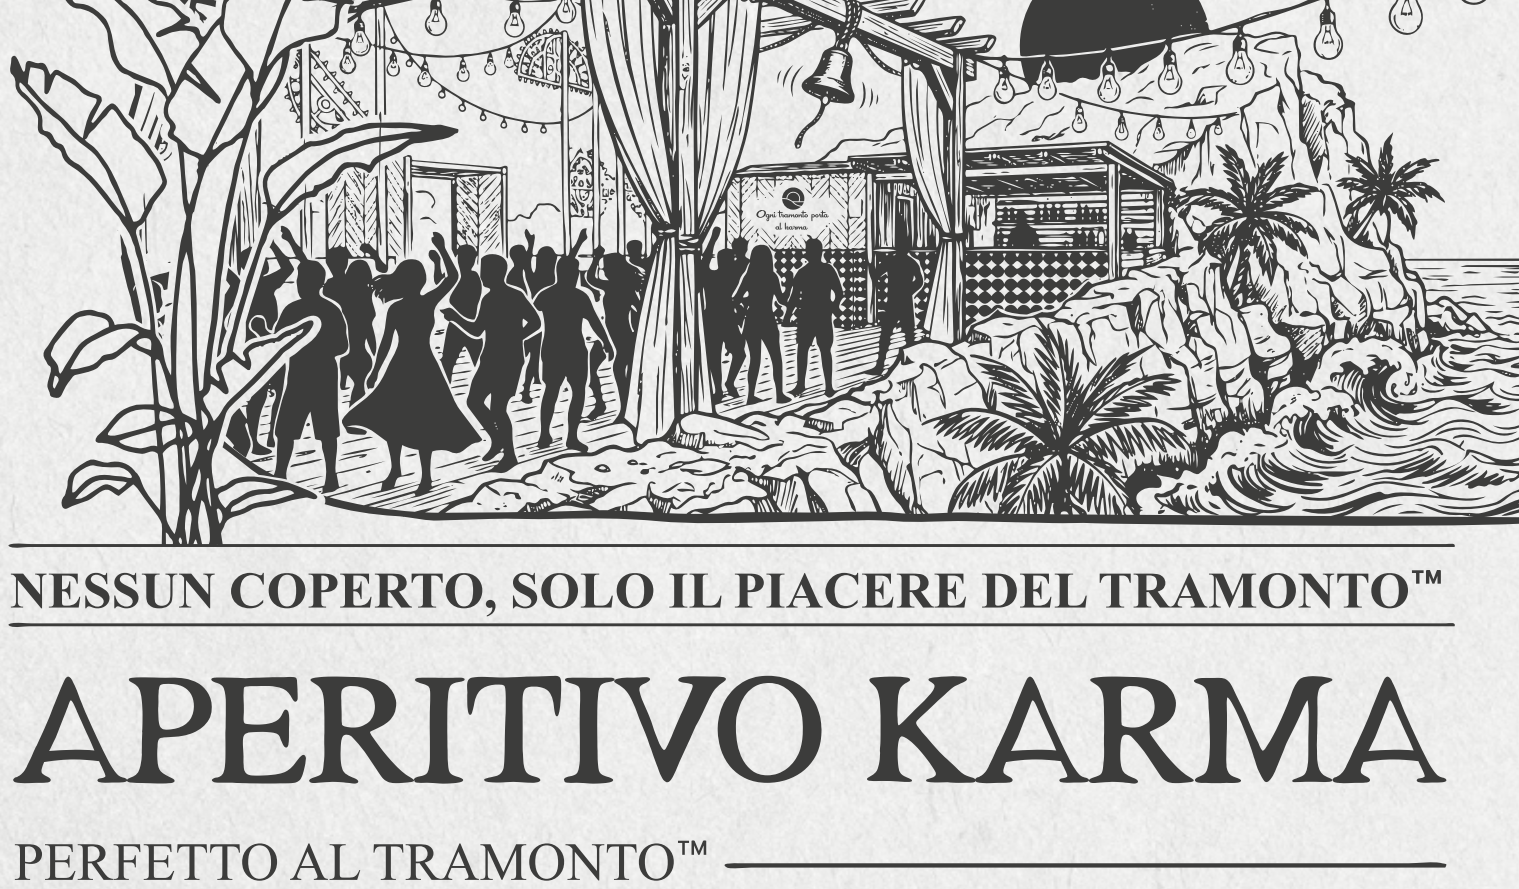 Ogni tramonto porta
al karma
NESSUN COPERTO, SOLO IL PIACERE DEL TRAMONTO™
APERITIVO KARMA
PERFETTO AL TRAMONTO™